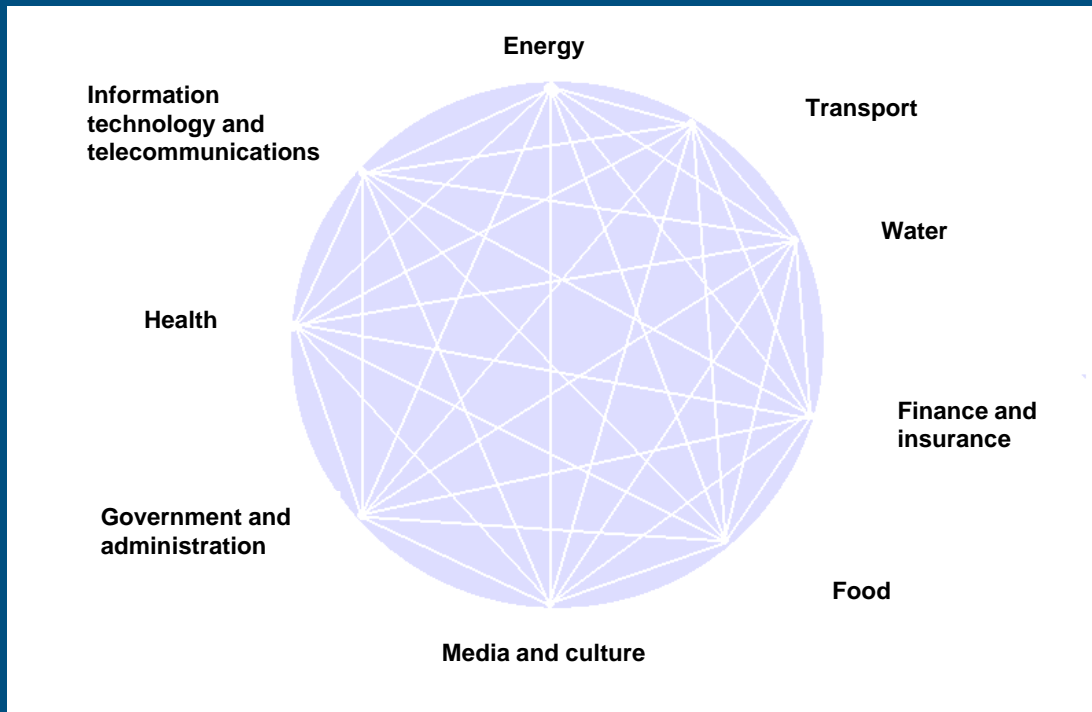 Energy
Information
technology and
telecommunications
Transport
Water
Health
Finance and
insurance
Government and
administration
Food
Media and culture